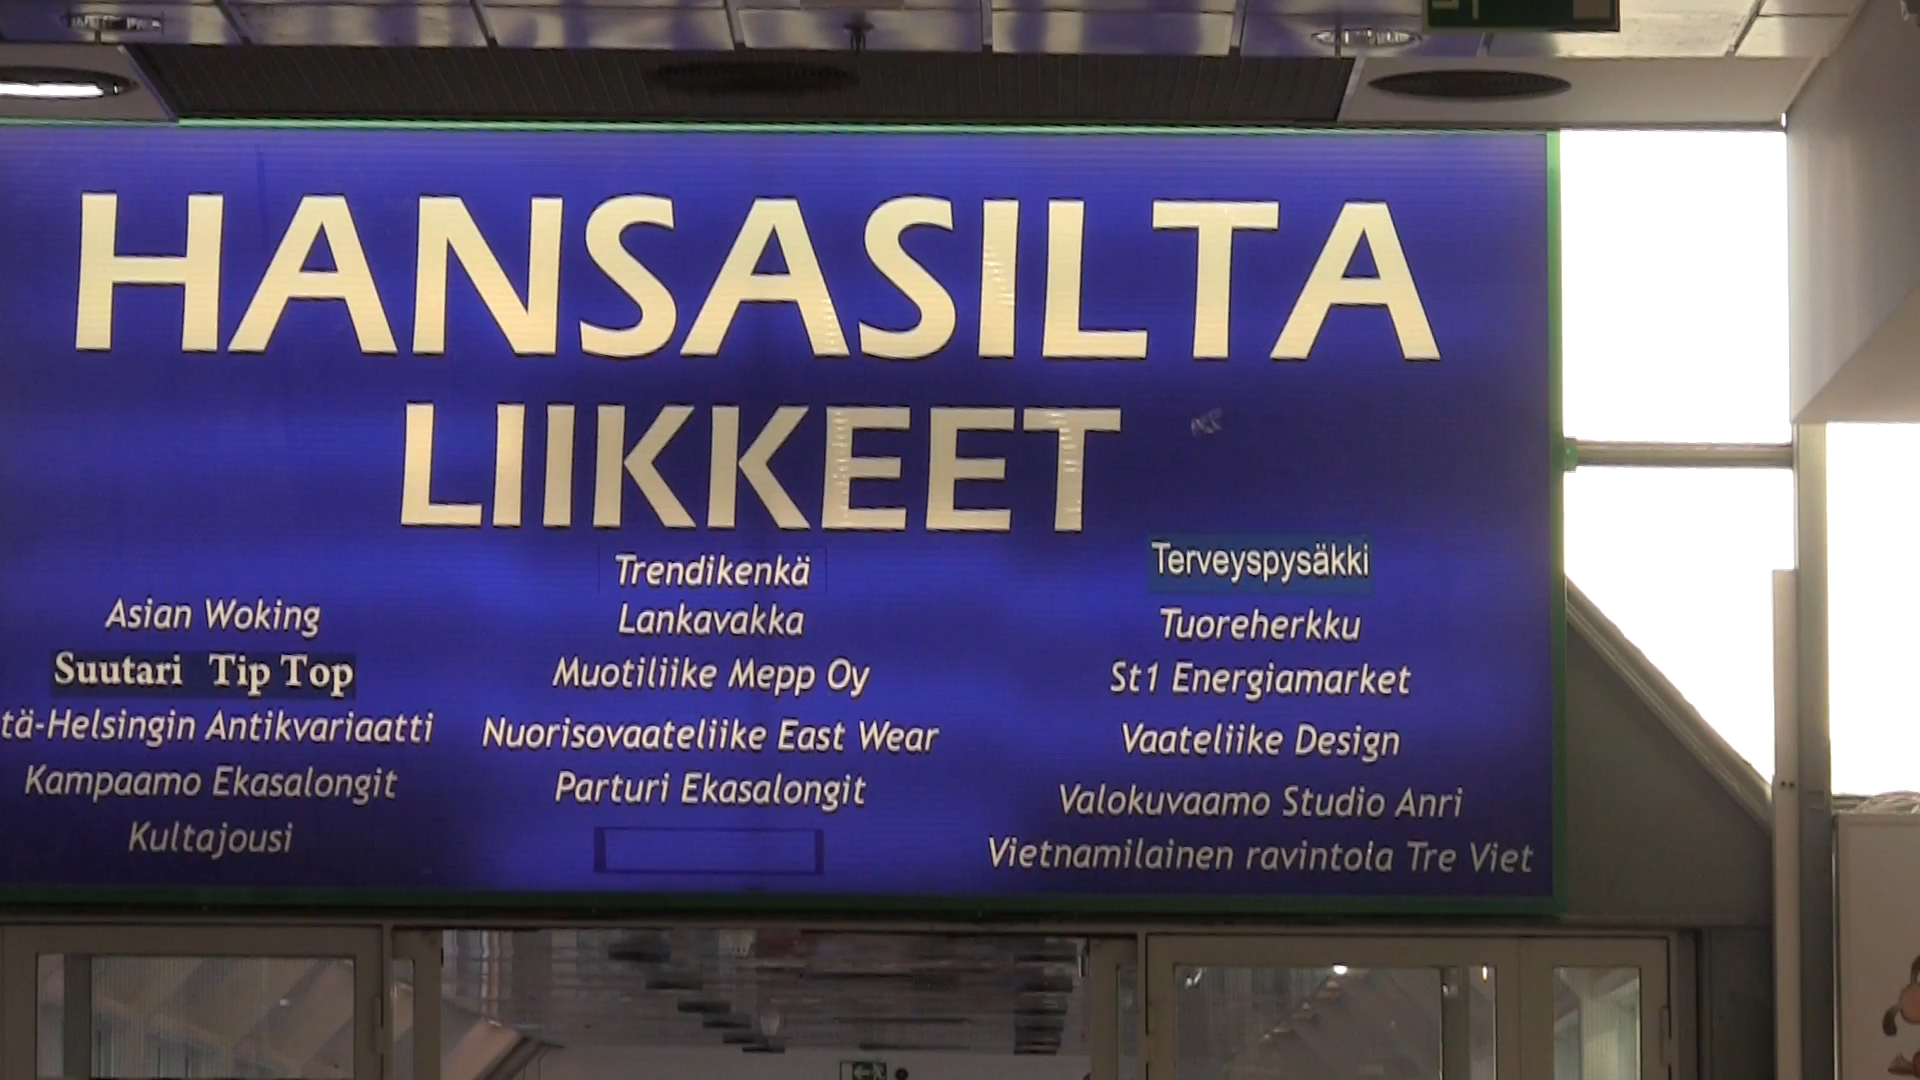 HANSASILTA
LIIKKEET
Asian Woking
Suutari Tip Top
tä-Helsingin Antikvariaatti
Kampaamo Ekasalongit
Kultajousi
Trendikenkä
Lankavakka
Muotiliike Mepp Oy
Nuorisovaateliike East Wear
Parturi Ekasalongit
Terveyspysäkki
Tuoreherkku
St1 Energiamarket
Vaateliike Design
Valokuvaamo Studio Anri
Vietnamilainen ravintola Tre Viet